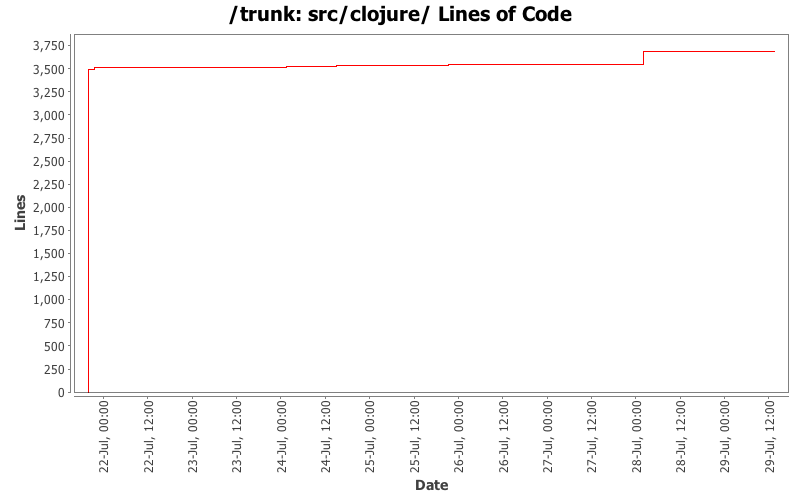 /trunk: src/clojure/ Lines of Code
3,750
3,500
3,250
3,000
2,750
2,500
2,250
2,000
1,750
1,500
1,250
1,000
750
500
250
0
Lines
22-Jul, 00:00
22-Jul, 12:00
23-Jul, 00:00
23-Jul, 12:00
24-Jul, 00:00
24-Jul, 12:00
25-Jul, 00:00
25-Jul, 12:00
26-Jul, 00:00
26-Jul, 12:00
27-Jul, 00:00
27-Jul, 12:00
28-Jul, 00:00
28-Jul, 12:00
29-Jul, 00:00
29-Jul, 12:00
Date